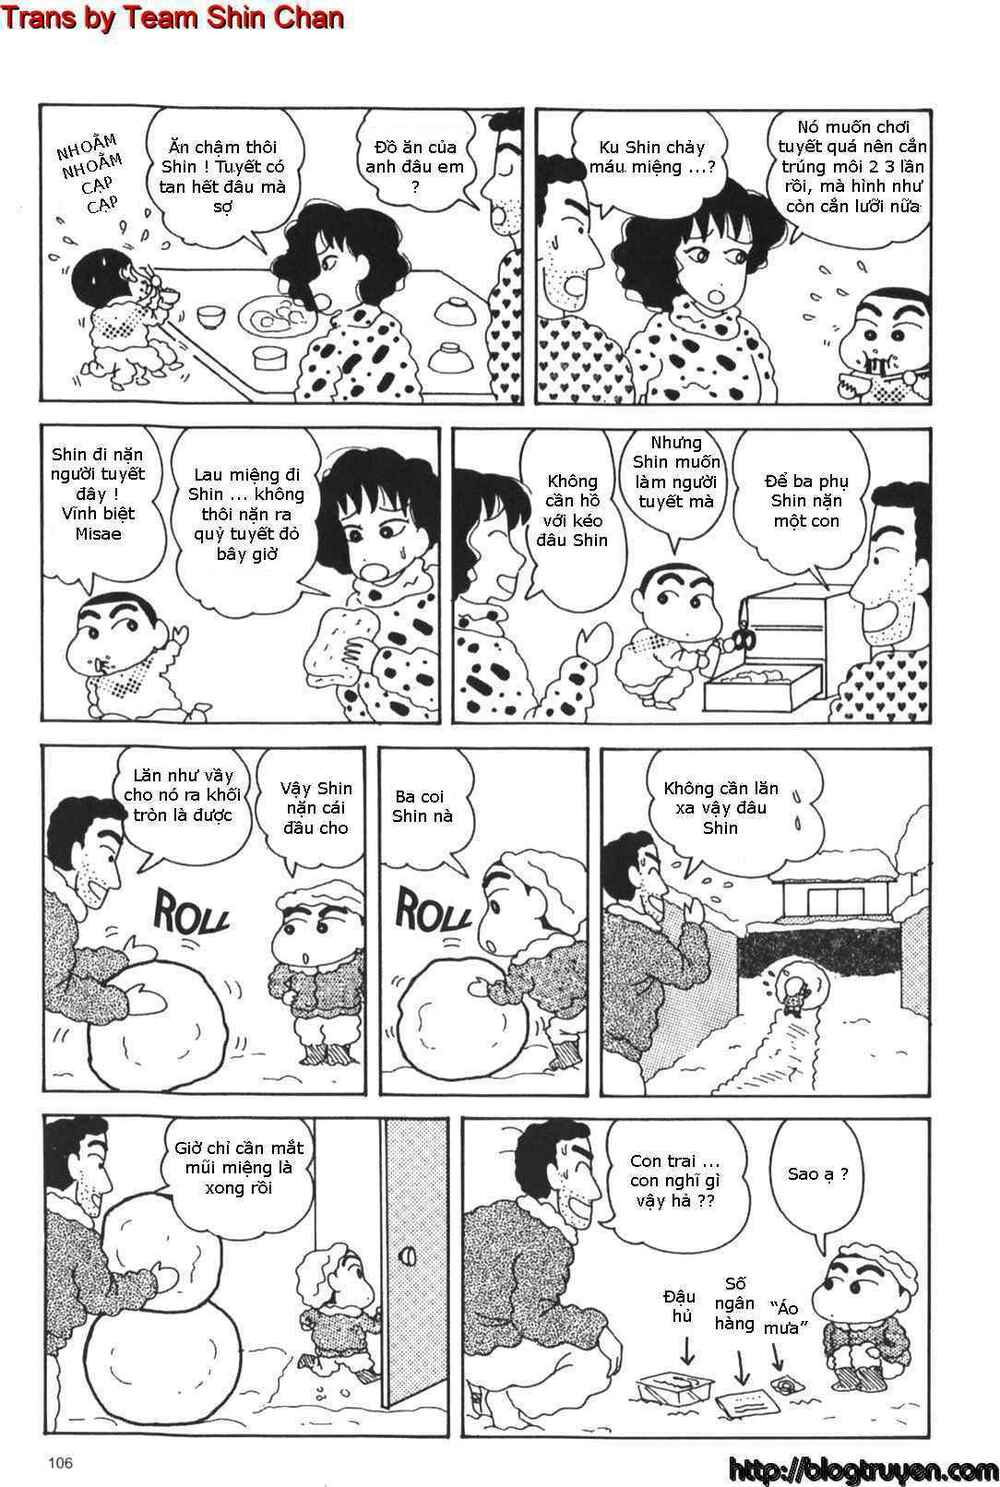 Trans by Team Shin Chan
NHOẰM
NHOẰM
CẠP
CẠP
Ăn chậm thôi
Shin ! Tuyết có
tan hết đâu mà
sợ
Đồ ăn của
anh đâu em
?
Ku Shin chảy
máu miệng ...?
Nó muốn chơi
tuyết quá nên cắn
trúng môi 2 3 lần
rồi, mà hình như
còn cắn lưỡi nữa
Shin đi nặn
người tuyết
đây !
Vĩnh biệt
Misae
Lau miệng đi
Shin ... không
thôi nặn ra
quỷ tuyết đỏ
bây giờ
Không
cần hồ
với kéo
đâu Shin
Nhưng
Shin muốn
làm người
tuyết mà
Để ba phụ
Shin nặn
một con
Lăn như vầy
cho nó ra khối
tròn là được
Vậy Shin
nặn cái
đầu cho
ROLL
Ba coi
Shin nà
ROLL
Không cần lăn
xa vậy đâu
Shin
Giờ chỉ cần mắt
mũi miệng là
xong rồi
Con trai ...
con nghĩ gì
vậy hả ??
Sao ạ ?
Đậu
hủ
Số
ngân
hàng
“Áo
mưa”
106
http://blogtruyen.com